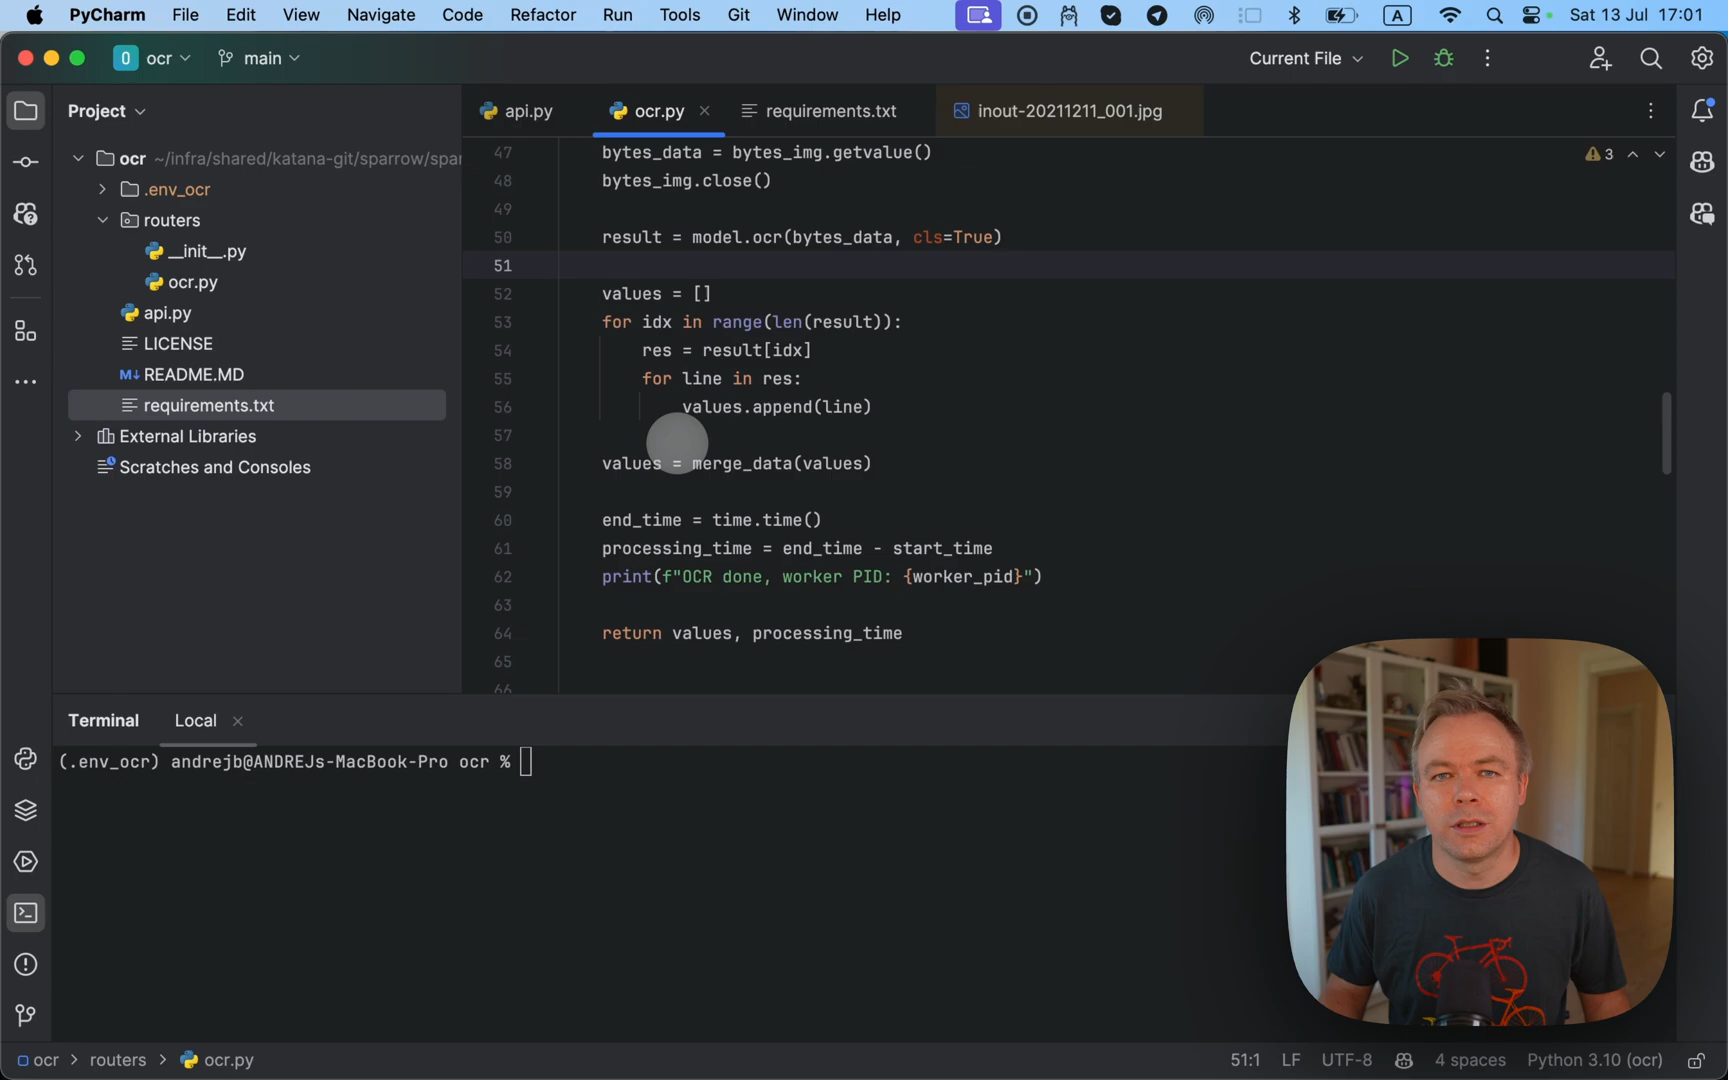 PyCharm File Edit View Navigate Code Refactor Run Tools Git Window Help A Sat 13 Jul 17:01
O ocr main Current File
Project
api.py ocr.py requirements.txt inout-20211211_001.jpg
ocr ~/infra/shared/katana-git/sparrow/spar
.env_ocr
routers
__init__.py
ocr.py
api.py
LICENSE
M↓ README.MD
requirements.txt
External Libraries
Scratches and Consoles
3
47 bytes_data = bytes_img.getvalue()
48 bytes_img.close()
49
50 result = model.ocr(bytes_data, cls=True)
51
52 values = []
53 for idx in range(len(result)):
54 res = result[idx]
55 for line in res:
56 values.append(line)
57
58 values = merge_data(values)
59
60 end_time = time.time()
61 processing_time = end_time - start_time
62 print(f"OCR done, worker PID: {worker_pid}")
63
64 return values, processing_time
65
66
Terminal Local
(.env_ocr) andrejb@ANDREJs-MacBook-Pro ocr %
ocr > routers > ocr.py 51:1 LF UTF-8 4 spaces Python 3.10 (ocr)